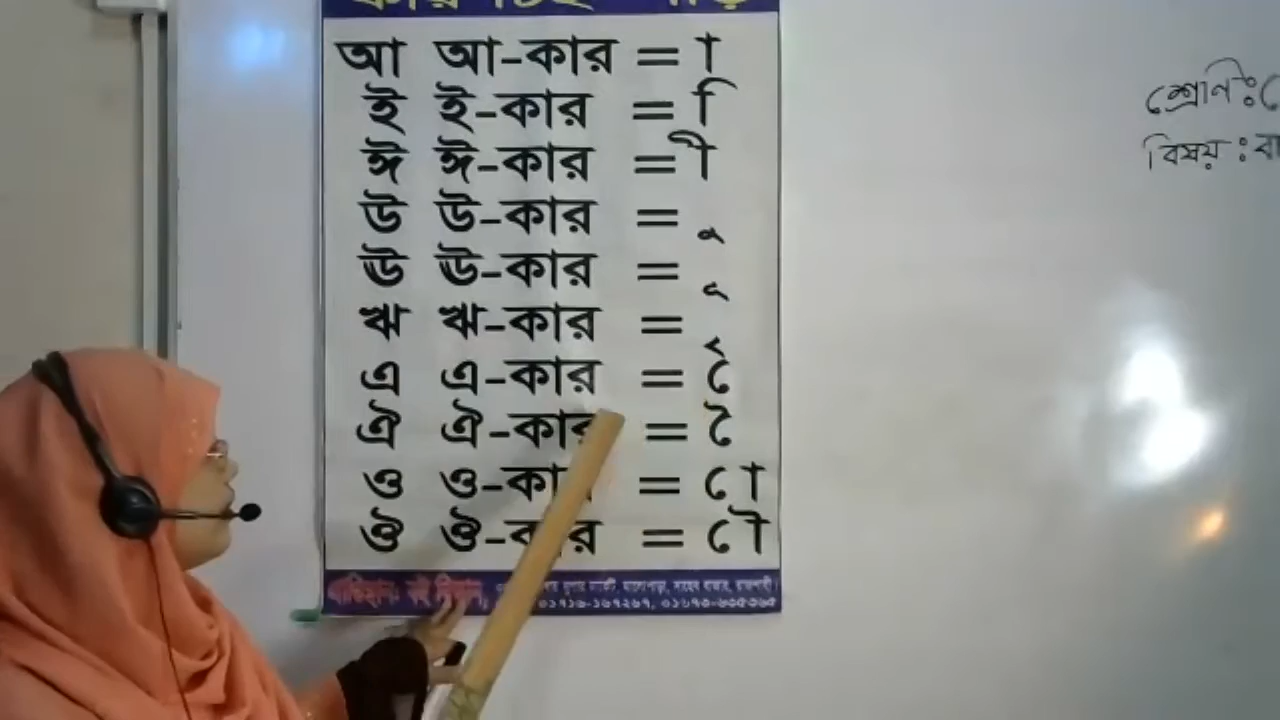 আ আ-কার = া
ই ই-কার = ি
ঈ ঈ-কার = ী
উ উ-কার = ু
ঊ ঊ-কার = ূ
ঋ ঋ-কার = ৃ
এ এ-কার = ে
ঐ ঐ-কার = ৈ
ও ও-কার = ো
ঔ ঔ-কার = ৌ
শ্রেণি:
বিষয় : বা